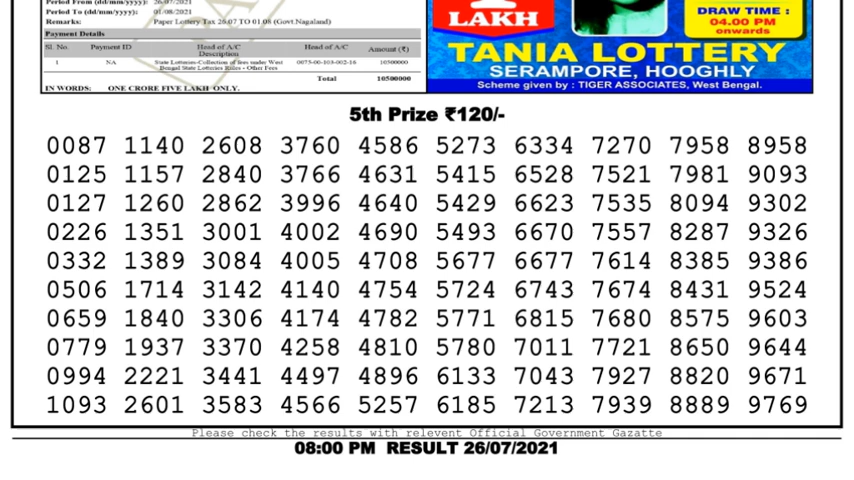 Period From (dd/mm/yyyy): 26/07/2021
Period To (dd/mm/yyyy): 01/08/2021
Remarks: Paper Lottery Tax 26.07 TO 01.08 (Govt.Nagaland)
Payment Details
Sl. No. Payment ID Head of A/C Description Head of A/C Amount (₹)
1 NA State Lotteries-Collection of fees under West Bengal State Lotteries Rules - Other Fees 10500000
Total 10500000
IN WORDS: ONE CRORE FIVE LAKH ONLY.
1
LAKH
DRAW TIME :
04.00 PM
onwards
TANIA LOTTERY
SERAMPORE, HOOGHLY
Scheme given by : TIGER ASSOCIATES, West Bengal.
5th Prize ₹120/-
0087 1140 2608 3760 4586 5273 6334 7270 7958 8958
0125 1157 2840 3766 4631 5415 6528 7521 7981 9093
0127 1260 2862 3996 4640 5429 6623 7535 8094 9302
0226 1351 3001 4002 4690 5493 6670 7557 8287 9326
0332 1389 3084 4005 4708 5677 6677 7614 8385 9386
0506 1714 3142 4140 4754 5724 6743 7674 8431 9524
0659 1840 3306 4174 4782 5771 6815 7680 8575 9603
0779 1937 3370 4258 4810 5780 7011 7721 8650 9644
0994 2221 3441 4497 4896 6133 7043 7927 8820 9671
1093 2601 3583 4566 5257 6185 7213 7939 8889 9769
Please check the results with relevent Official Government Gazatte
08:00 PM RESULT 26/07/2021